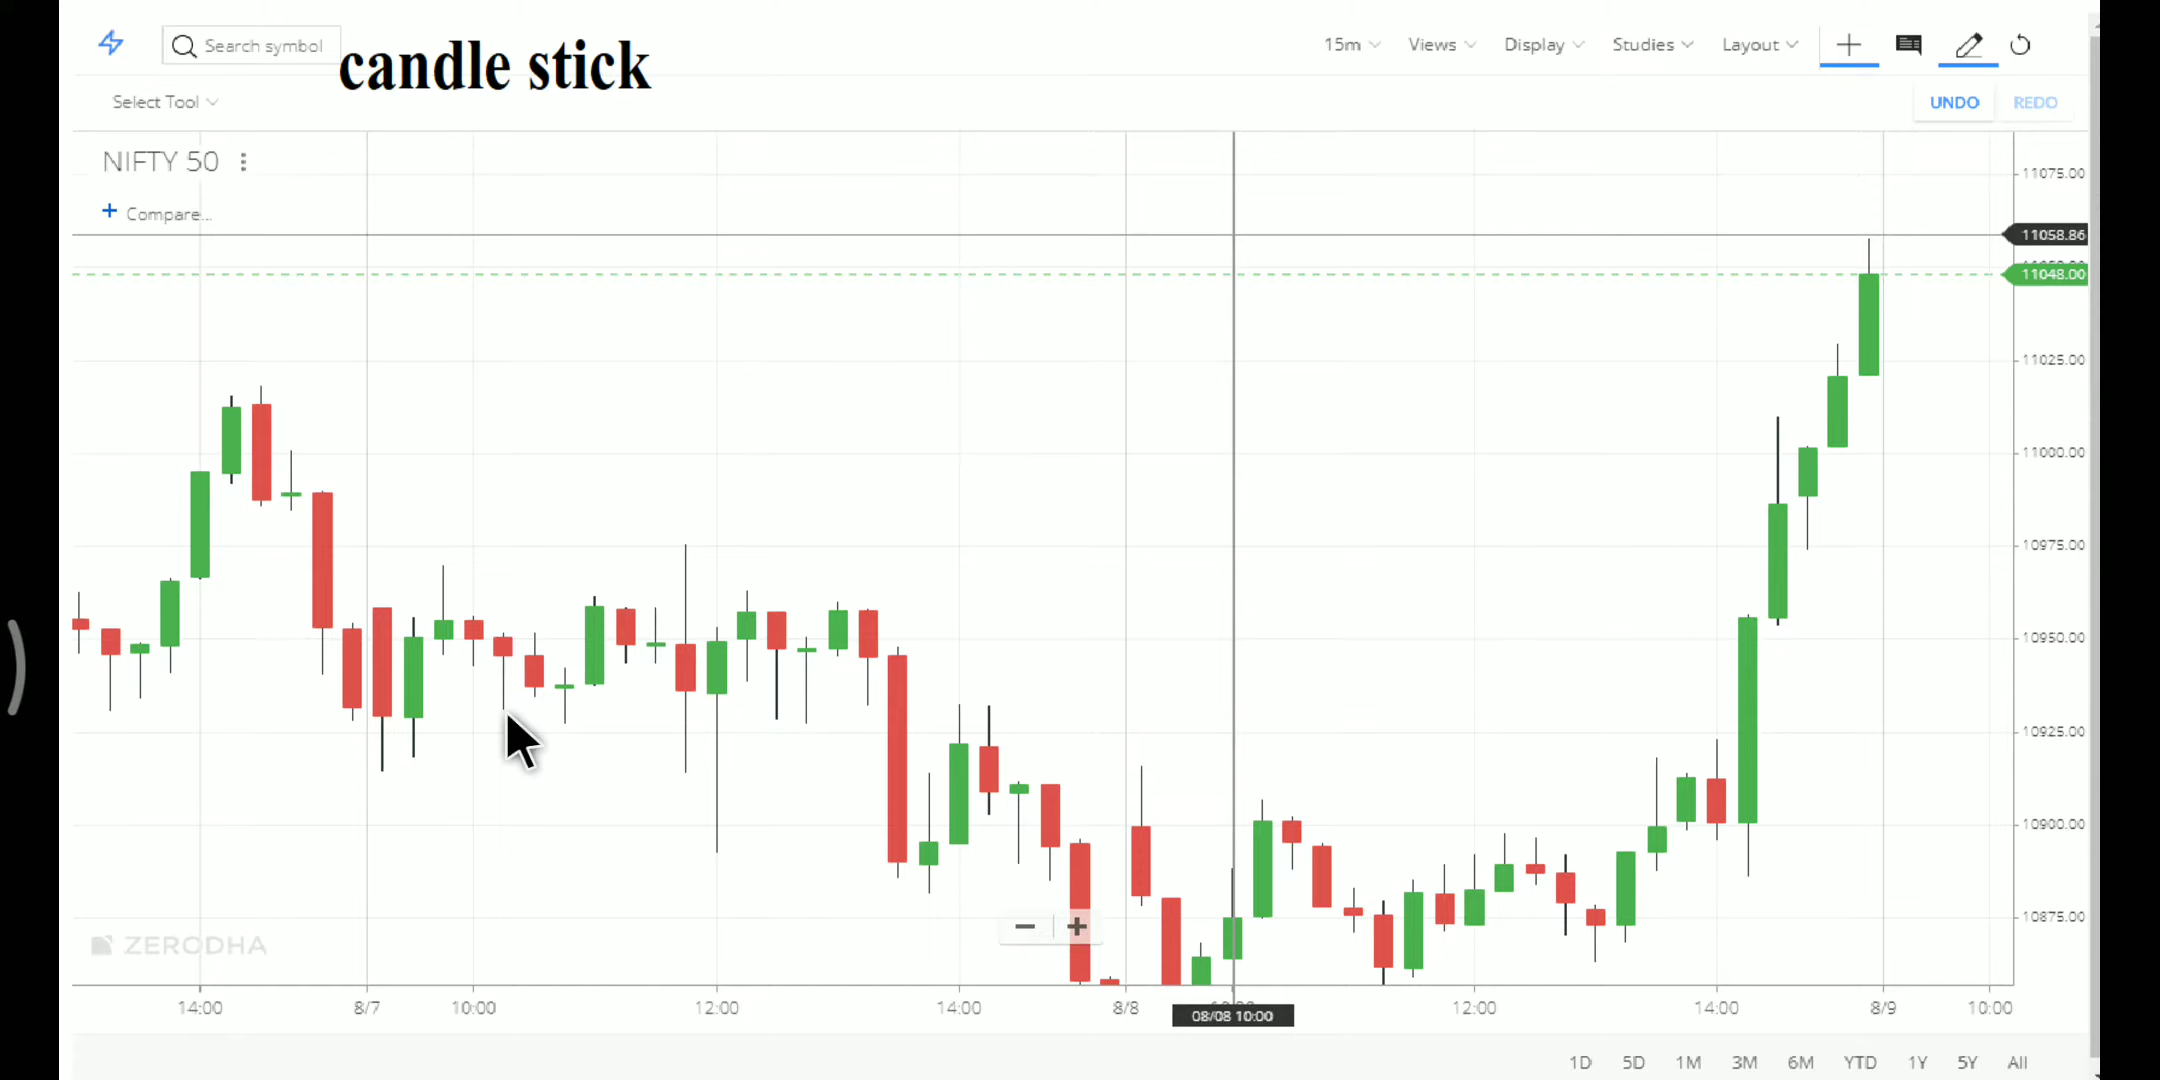 Search symbol
candle stick
15m Views Display Studies Layout
Select Tool
UNDO REDO
NIFTY 50
+ Compare...
11075.00
11058.86
11048.00
11025.00
11000.00
10975.00
10950.00
10925.00
10900.00
10875.00
ZERODHA
14:00 8/7 10:00 12:00 14:00 8/8 12:00 14:00 8/9 10:00
08/08 10:00
1D 5D 1M 3M 6M YTD 1Y 5Y All